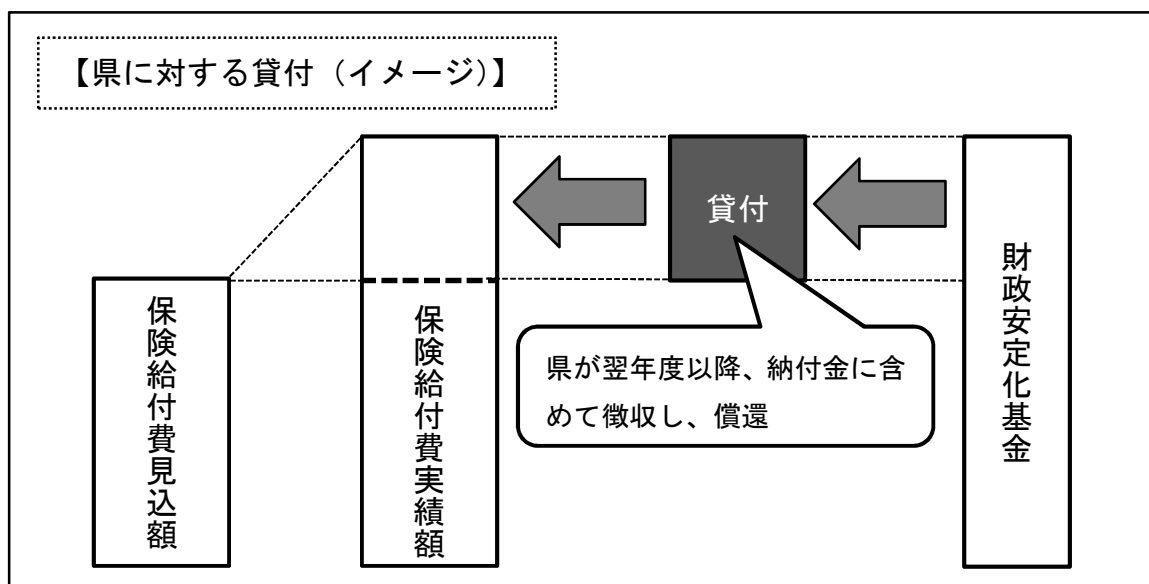 【県に対する貸付（イメージ）】
保険給付費見込額
保険給付費実績額
貸付
県が翌年度以降、納付金に含
めて徴収し、償還
財政安定化基金